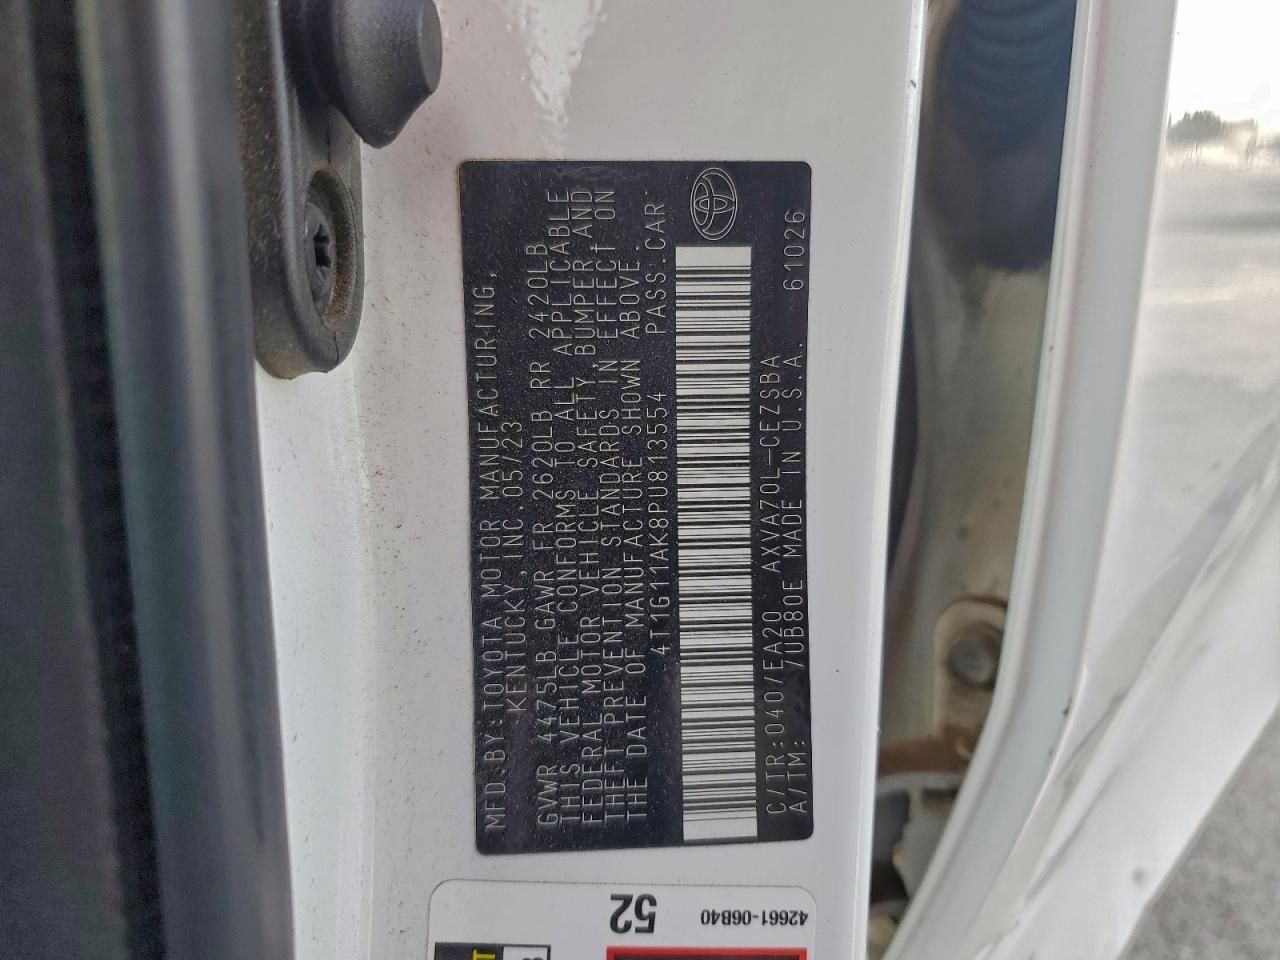 MFD.BY:TOYOTA MOTOR MANUFACTURING,
KENTUCKY,INC.05/23
GVWR 4475LB GAWR FR 2620LB RR 2420LB
THIS VEHICLE CONFORMS TO ALL APPLICABLE
FEDERAL MOTOR VEHICLE SAFETY, BUMPER, AND
THEFT PREVENTION STANDARDS IN EFFECT ON
THE DATE OF MANUFACTURE SHOWN ABOVE.
4T1G11AK8PU813554 PASS.CAR
C/TR:040/EA20 AXVA70L-CEZSBA 61026
A/TM: /UB80E MADE IN U.S.A.
52
42661-06B40